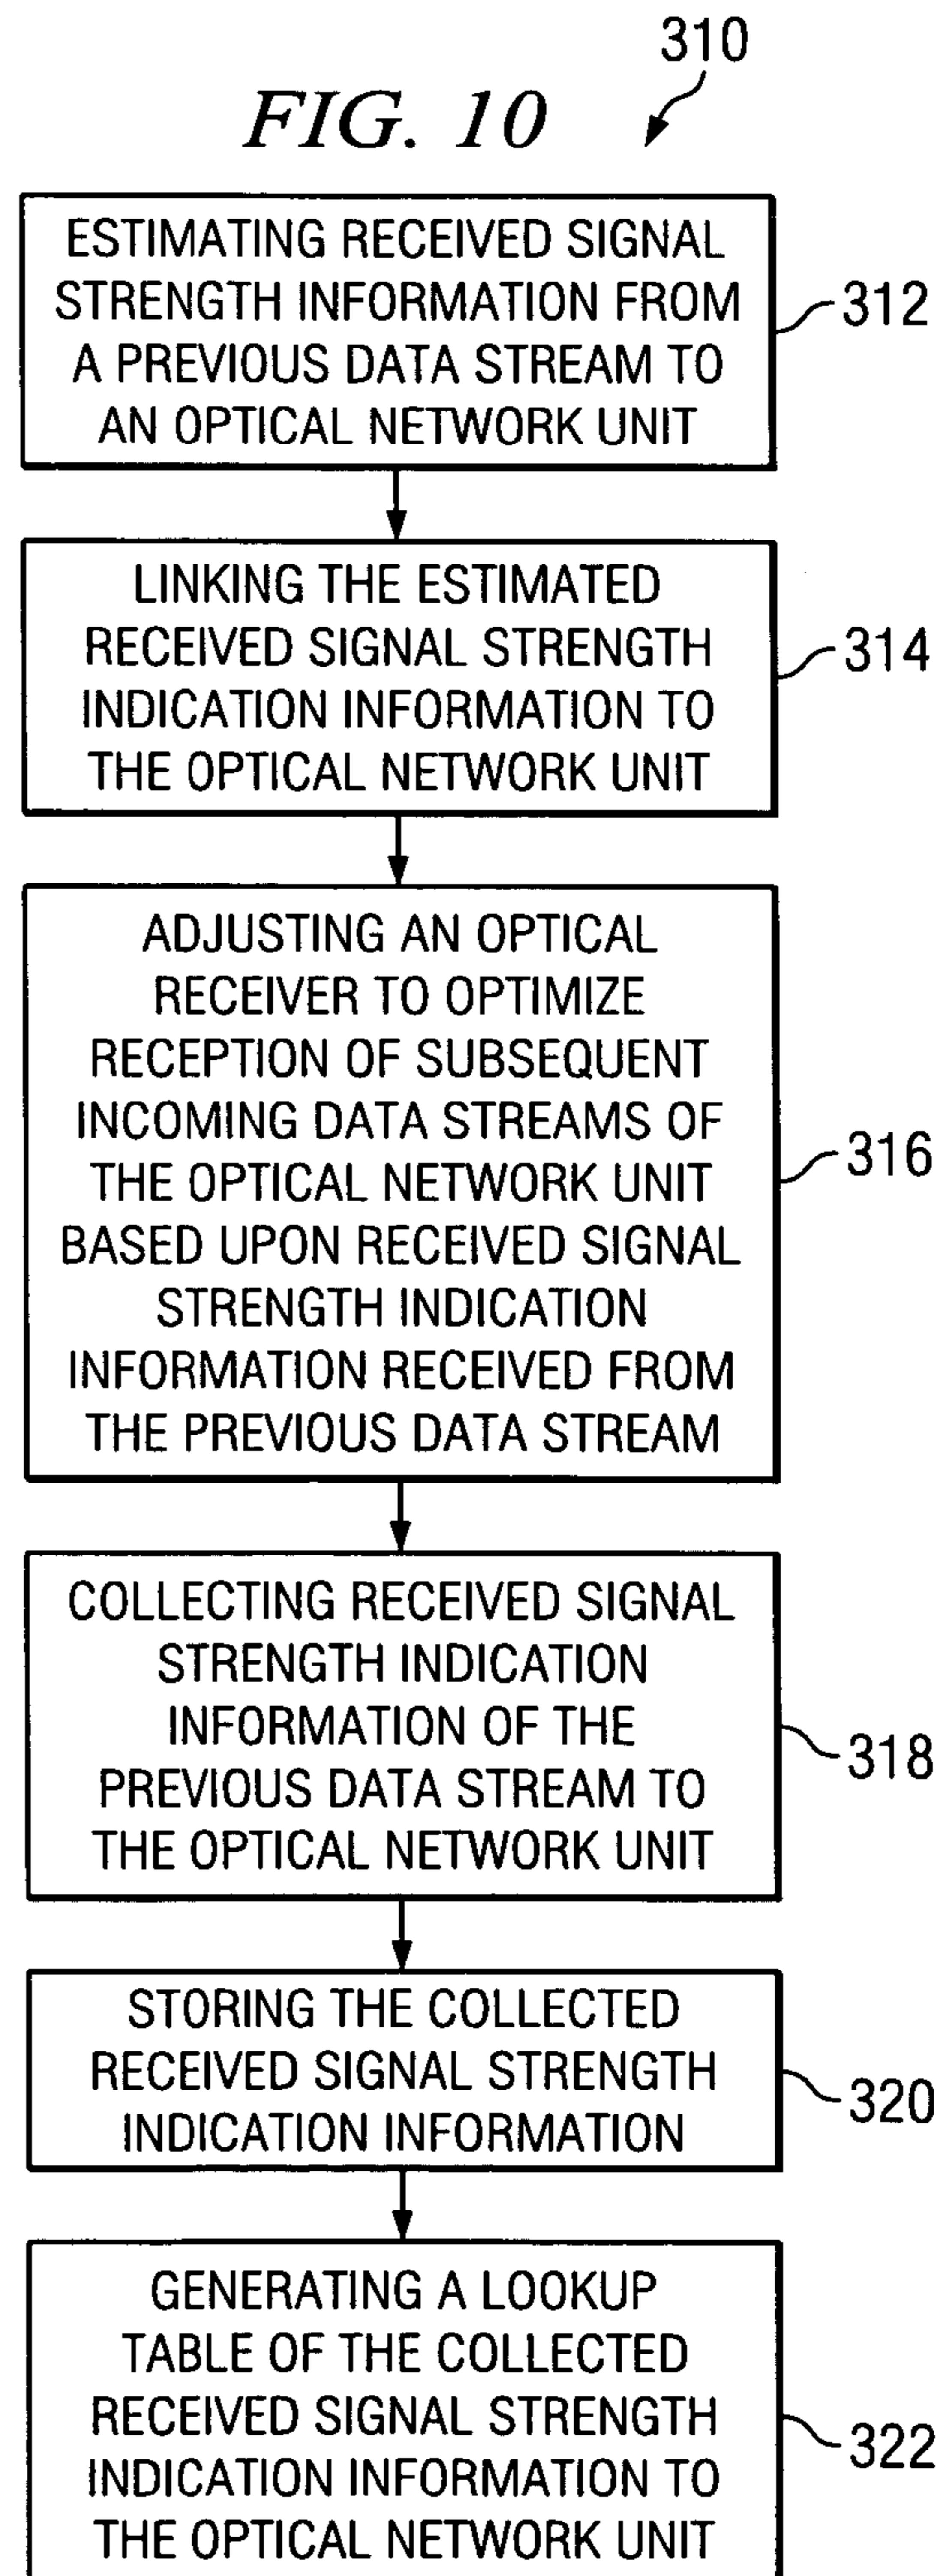 310
FIG. 10
ESTIMATING RECEIVED SIGNAL
STRENGTH INFORMATION FROM
A PREVIOUS DATA STREAM TO
AN OPTICAL NETWORK UNIT
312
LINKING THE ESTIMATED
RECEIVED SIGNAL STRENGTH
INDICATION INFORMATION TO
THE OPTICAL NETWORK UNIT
314
ADJUSTING AN OPTICAL
RECEIVER TO OPTIMIZE
RECEPTION OF SUBSEQUENT
INCOMING DATA STREAMS OF
THE OPTICAL NETWORK UNIT
BASED UPON RECEIVED SIGNAL
STRENGTH INDICATION
INFORMATION RECEIVED FROM
THE PREVIOUS DATA STREAM
316
COLLECTING RECEIVED SIGNAL
STRENGTH INDICATION
INFORMATION OF THE
PREVIOUS DATA STREAM TO
THE OPTICAL NETWORK UNIT
318
STORING THE COLLECTED
RECEIVED SIGNAL STRENGTH
INDICATION INFORMATION
320
GENERATING A LOOKUP
TABLE OF THE COLLECTED
RECEIVED SIGNAL STRENGTH
INDICATION INFORMATION TO
THE OPTICAL NETWORK UNIT
322